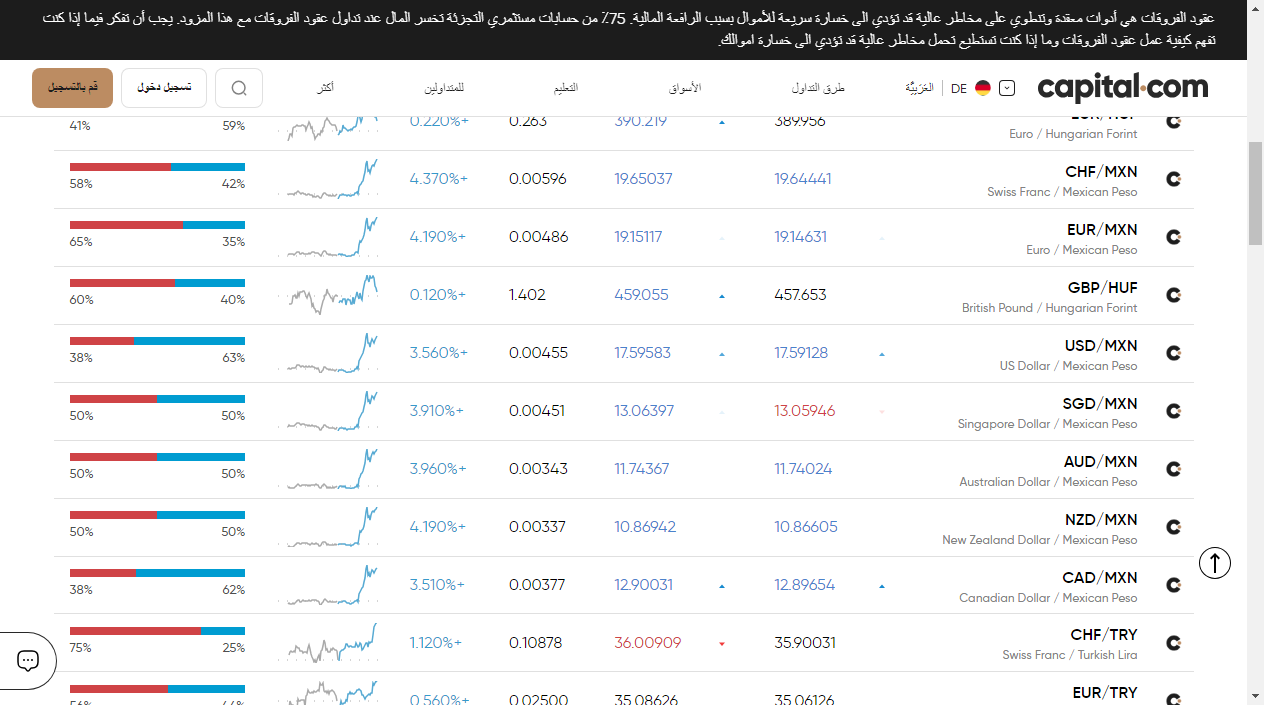 عقود الفروقات هي أدوات معقدة وتنطوي على مخاطر عالية قد تؤدي الى خسارة سريعة للأموال بسبب الرافعة المالية. 75٪ من حسابات مستثمري التجزئة تخسر المال عند تداول عقود الفروقات مع هذا المزود. يجب أن تفكر فيما إذا كنت
تفهم كيفية عمل عقود الفروقات وما إذا كنت تستطيع تحمل مخاطر عالية قد تؤدي الى خسارة اموالك.
capital.com DE العَرَبِيَّة طرق التداول الأسواق التعليم للمتداولين أكثر تسجيل دخول قم بالتسجيل
EUR/HUF 389.956 390.219 0.263 0.220%+ 59% 41%
Euro / Hungarian Forint
CHF/MXN 19.64441 19.65037 0.00596 4.370%+ 42% 58%
Swiss Franc / Mexican Peso
EUR/MXN 19.14631 19.15117 0.00486 4.190%+ 35% 65%
Euro / Mexican Peso
GBP/HUF 457.653 459.055 1.402 0.120%+ 40% 60%
British Pound / Hungarian Forint
USD/MXN 17.59128 17.59583 0.00455 3.560%+ 63% 38%
US Dollar / Mexican Peso
SGD/MXN 13.05946 13.06397 0.00451 3.910%+ 50% 50%
Singapore Dollar / Mexican Peso
AUD/MXN 11.74024 11.74367 0.00343 3.960%+ 50% 50%
Australian Dollar / Mexican Peso
NZD/MXN 10.86605 10.86942 0.00337 4.190%+ 50% 50%
New Zealand Dollar / Mexican Peso
CAD/MXN 12.89654 12.90031 0.00377 3.510%+ 62% 38%
Canadian Dollar / Mexican Peso
CHF/TRY 35.90031 36.00909 0.10878 1.120%+ 25% 75%
Swiss Franc / Turkish Lira
EUR/TRY 35.06126 35.08626 0.02500 0.560%+ 44% 56%